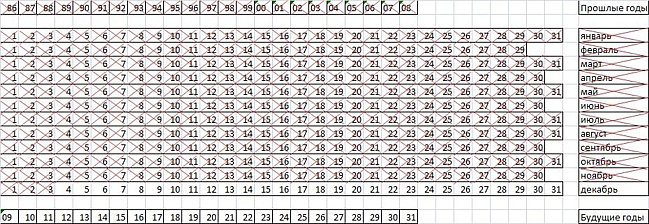 86 87 88 89 90 91 92 93 94 95 96 97 98 99 00 01 02 03 04 05 06 07 08 Прошлые годы
1 2 3 4 5 6 7 8 9 10 11 12 13 14 15 16 17 18 19 20 21 22 23 24 25 26 27 28 29 30 31 январь
1 2 3 4 5 6 7 8 9 10 11 12 13 14 15 16 17 18 19 20 21 22 23 24 25 26 27 28 29 февраль
1 2 3 4 5 6 7 8 9 10 11 12 13 14 15 16 17 18 19 20 21 22 23 24 25 26 27 28 29 30 31 март
1 2 3 4 5 6 7 8 9 10 11 12 13 14 15 16 17 18 19 20 21 22 23 24 25 26 27 28 29 30 апрель
1 2 3 4 5 6 7 8 9 10 11 12 13 14 15 16 17 18 19 20 21 22 23 24 25 26 27 28 29 30 31 май
1 2 3 4 5 6 7 8 9 10 11 12 13 14 15 16 17 18 19 20 21 22 23 24 25 26 27 28 29 30 июнь
1 2 3 4 5 6 7 8 9 10 11 12 13 14 15 16 17 18 19 20 21 22 23 24 25 26 27 28 29 30 31 июль
1 2 3 4 5 6 7 8 9 10 11 12 13 14 15 16 17 18 19 20 21 22 23 24 25 26 27 28 29 30 31 август
1 2 3 4 5 6 7 8 9 10 11 12 13 14 15 16 17 18 19 20 21 22 23 24 25 26 27 28 29 30 сентябрь
1 2 3 4 5 6 7 8 9 10 11 12 13 14 15 16 17 18 19 20 21 22 23 24 25 26 27 28 29 30 31 октябрь
1 2 3 4 5 6 7 8 9 10 11 12 13 14 15 16 17 18 19 20 21 22 23 24 25 26 27 28 29 30 ноябрь
1 2 3 4 5 6 7 8 9 10 11 12 13 14 15 16 17 18 19 20 21 22 23 24 25 26 27 28 29 30 31 декабрь
09 10 11 12 13 14 15 16 17 18 19 20 21 22 23 24 25 26 27 28 29 30 31 Будущие годы